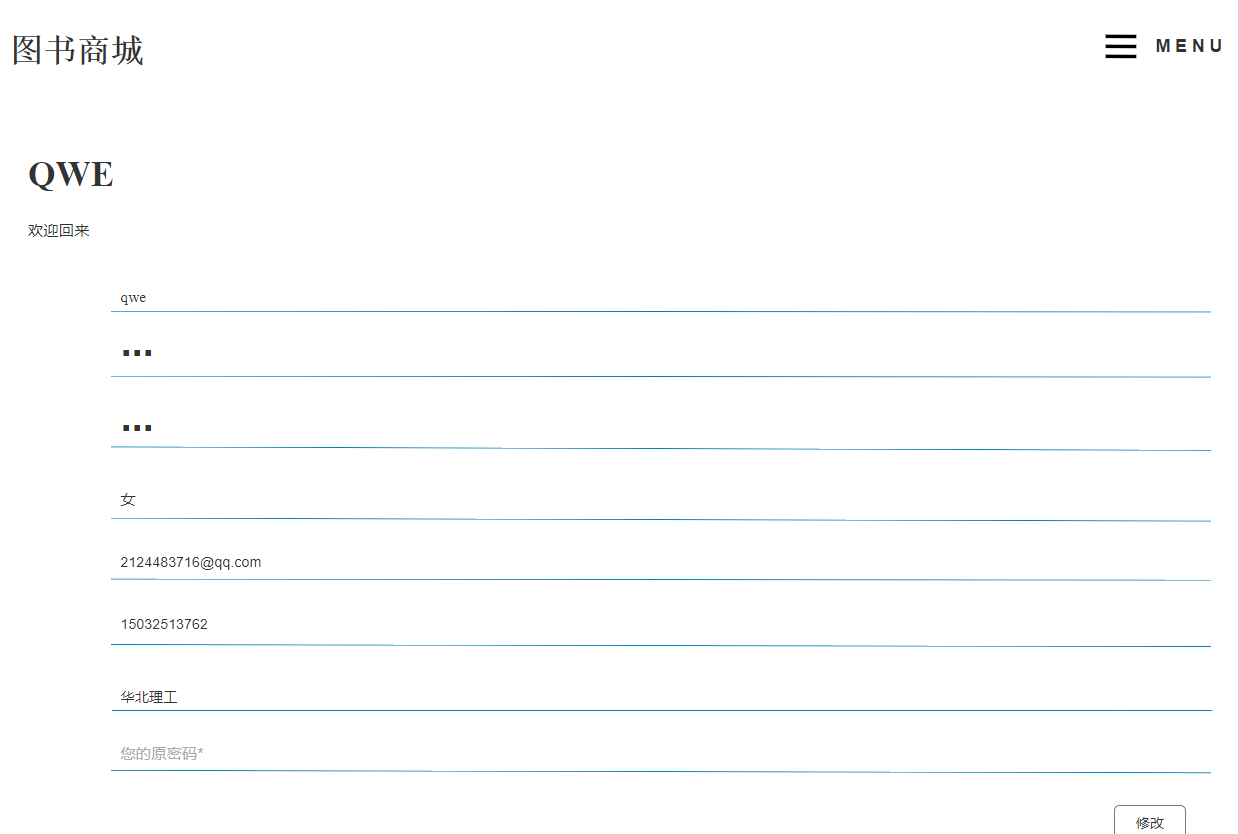 图书商城
MENU
QWE
欢迎回来
qwe
...
...
女
2124483716@qq.com
15032513762
华北理工
您的原密码*
修改